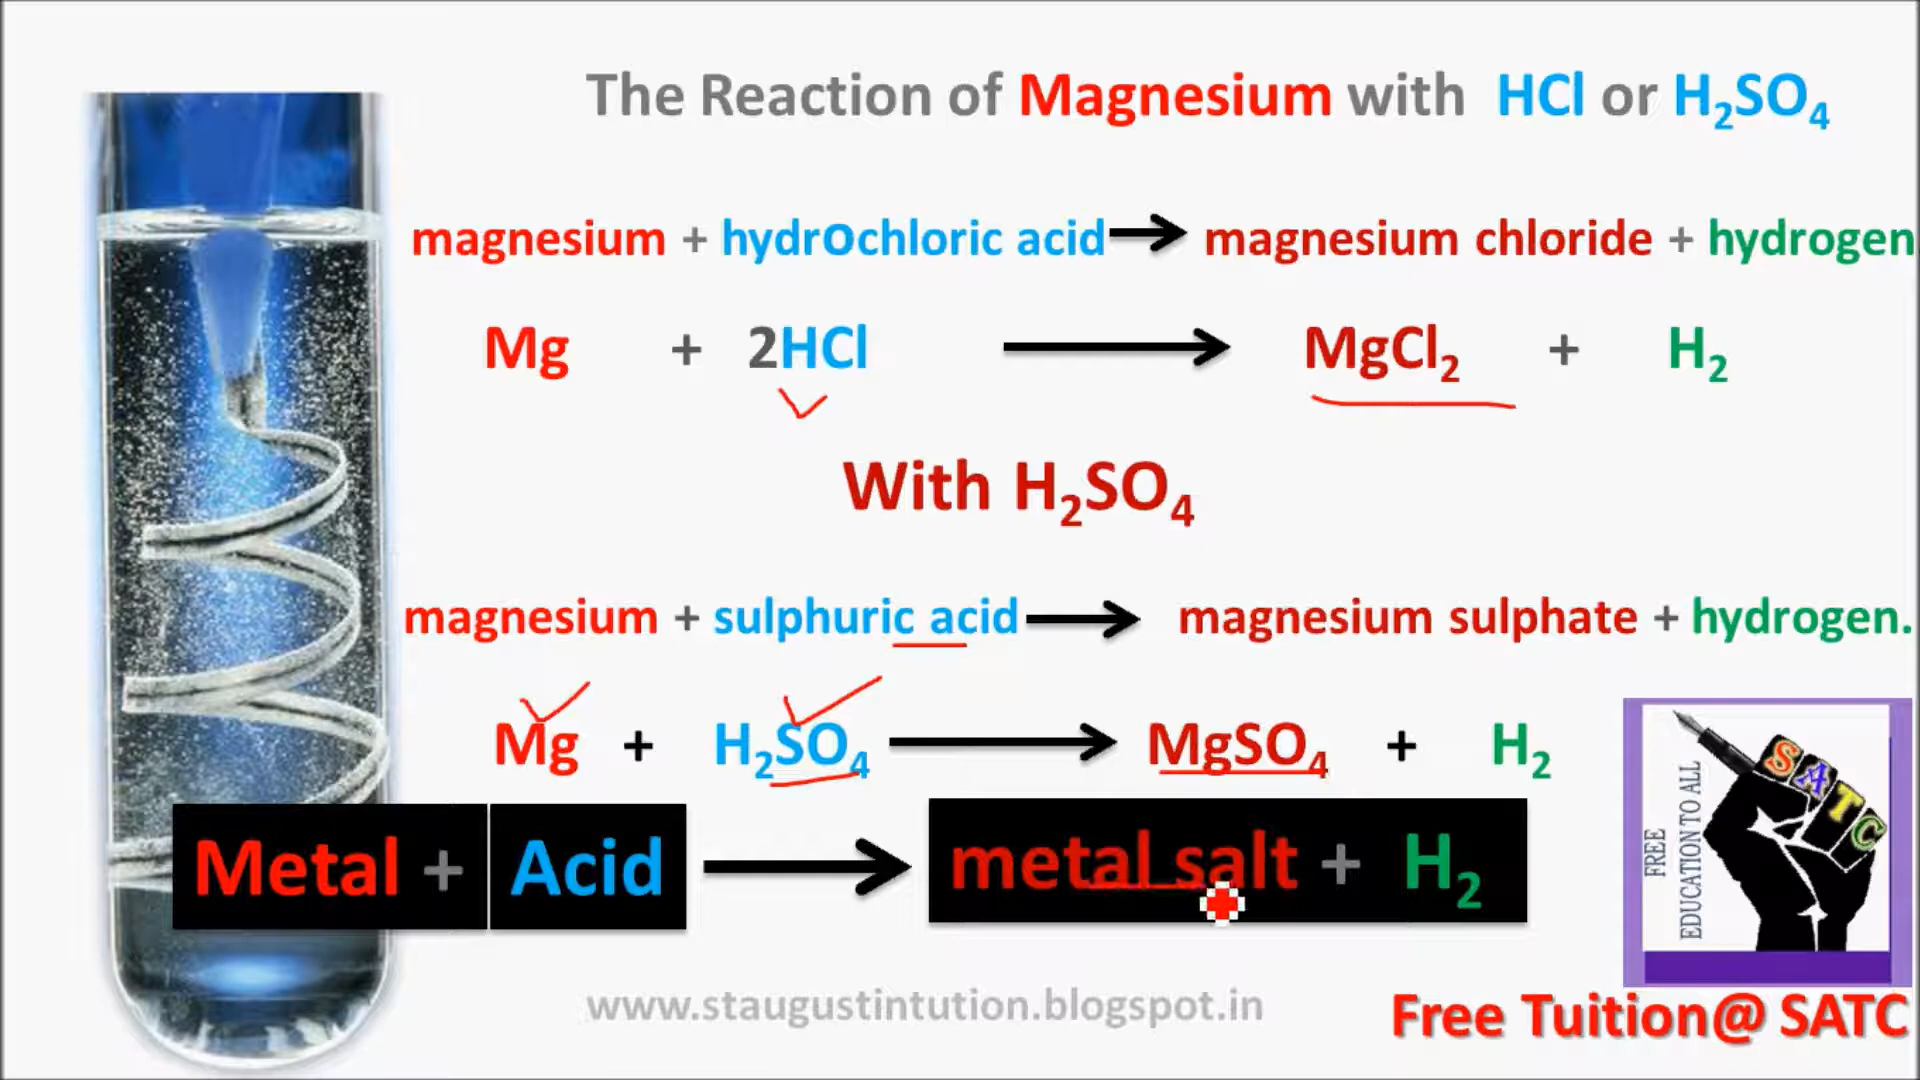 The Reaction of Magnesium with HCl or H₂SO₄
magnesium + hydrochloric acid → magnesium chloride + hydrogen
Mg + 2HCl → MgCl₂ + H₂
With H₂SO₄
magnesium + sulphuric acid → magnesium sulphate + hydrogen.
Mg + H₂SO₄ → MgSO₄ + H₂
Metal + Acid → metal salt + H₂
FREE
EDUCATION TO ALL
SATC
www.staugustintution.blogspot.in
Free Tuition@ SATC